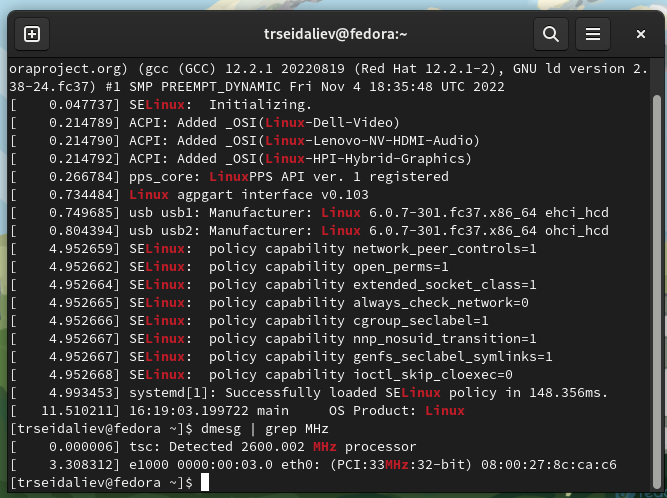 trseidaliev@fedora:~
oraproject.org) (gcc (GCC) 12.2.1 20220819 (Red Hat 12.2.1-2), GNU ld version 2.
38-24.fc37) #1 SMP PREEMPT_DYNAMIC Fri Nov 4 18:35:48 UTC 2022
[    0.047737] SELinux:  Initializing.
[    0.214789] ACPI: Added _OSI(Linux-Dell-Video)
[    0.214790] ACPI: Added _OSI(Linux-Lenovo-NV-HDMI-Audio)
[    0.214792] ACPI: Added _OSI(Linux-HPI-Hybrid-Graphics)
[    0.266784] pps_core: LinuxPPS API ver. 1 registered
[    0.734484] Linux agpgart interface v0.103
[    0.749685] usb usb1: Manufacturer: Linux 6.0.7-301.fc37.x86_64 ehci_hcd
[    0.804394] usb usb2: Manufacturer: Linux 6.0.7-301.fc37.x86_64 ohci_hcd
[    4.952659] SELinux:  policy capability network_peer_controls=1
[    4.952662] SELinux:  policy capability open_perms=1
[    4.952664] SELinux:  policy capability extended_socket_class=1
[    4.952665] SELinux:  policy capability always_check_network=0
[    4.952666] SELinux:  policy capability cgroup_seclabel=1
[    4.952667] SELinux:  policy capability nnp_nosuid_transition=1
[    4.952667] SELinux:  policy capability genfs_seclabel_symlinks=1
[    4.952668] SELinux:  policy capability ioctl_skip_cloexec=0
[    4.993453] systemd[1]: Successfully loaded SELinux policy in 148.356ms.
[   11.510211] 16:19:03.199722 main     OS Product: Linux
[trseidaliev@fedora ~]$ dmesg | grep MHz
[    0.000006] tsc: Detected 2600.002 MHz processor
[    3.308312] e1000 0000:00:03.0 eth0: (PCI:33MHz:32-bit) 08:00:27:8c:ca:c6
[trseidaliev@fedora ~]$